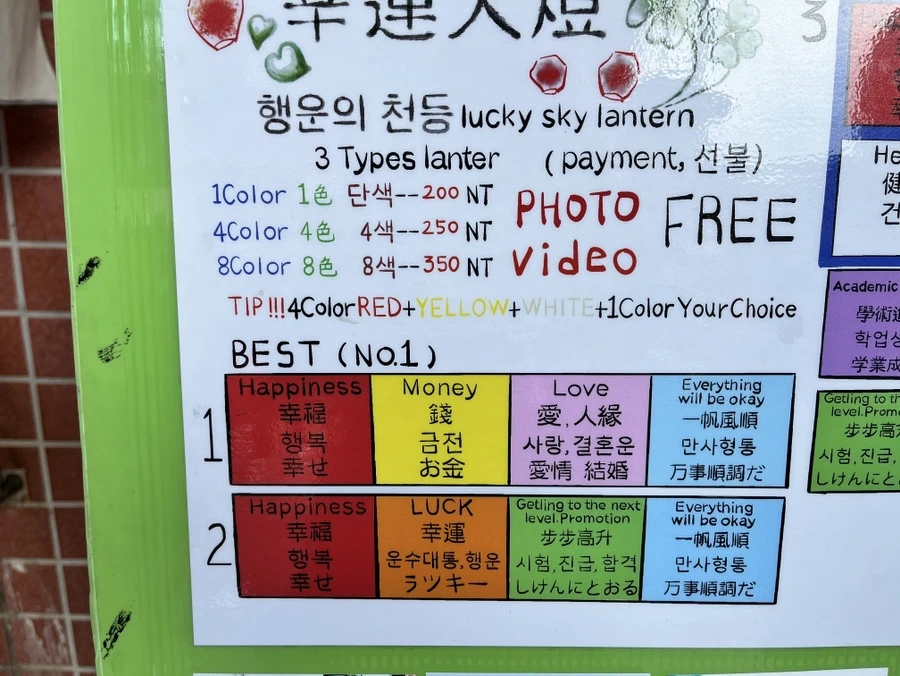 幸運天燈
행운의 천등 lucky sky lantern
3 Types lanter (payment, 선불)
1Color 1色 단색--200 NT
4Color 4色 4색--250 NT
8Color 8色 8색--350 NT
PHOTO
Video
FREE
TIP!!! 4Color RED+YELLOW+WHITE+1Color Your Choice
BEST (NO.1)
1
Happiness
幸福
행복
幸せ
Money
錢
금전
お金
Love
愛,人緣
사랑,결혼운
愛情 結婚
Everything
will be okay
一帆風順
만사형통
万事順調だ
2
Happiness
幸福
행복
幸せ
LUCK
幸運
운수대통,행운
ラツキー
Getling to the next
level.Promotion
步步高升
시험,진급,합격
しけんにとおる
Everything
will be okay
一帆風順
만사형통
万事順調だ
3
Academic